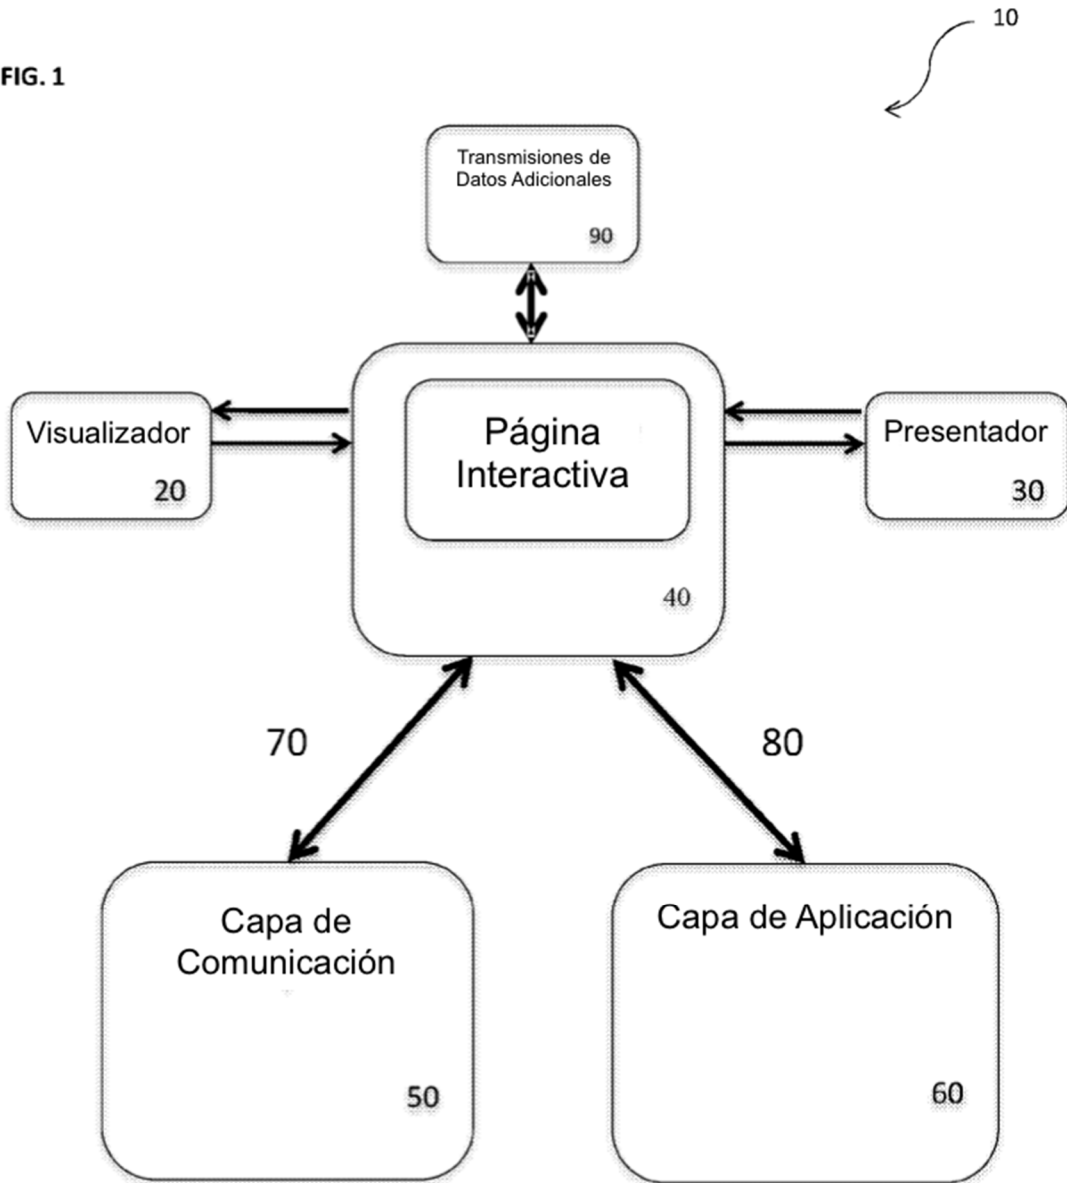 10
FIG. 1
Transmisiones de
Datos Adicionales
90
Visualizador
20
Página
Interactiva
40
Presentador
30
70
80
Capa de
Comunicación
50
Capa de Aplicación
60